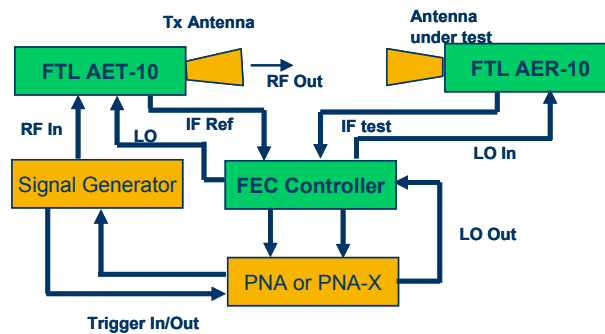 Tx Antenna
Antenna
under test
FTL AET-10
FTL AER-10
RF Out
RF In
IF Ref
LO
IF test
LO In
Signal Generator
FEC Controller
LO Out
PNA or PNA-X
Trigger In/Out